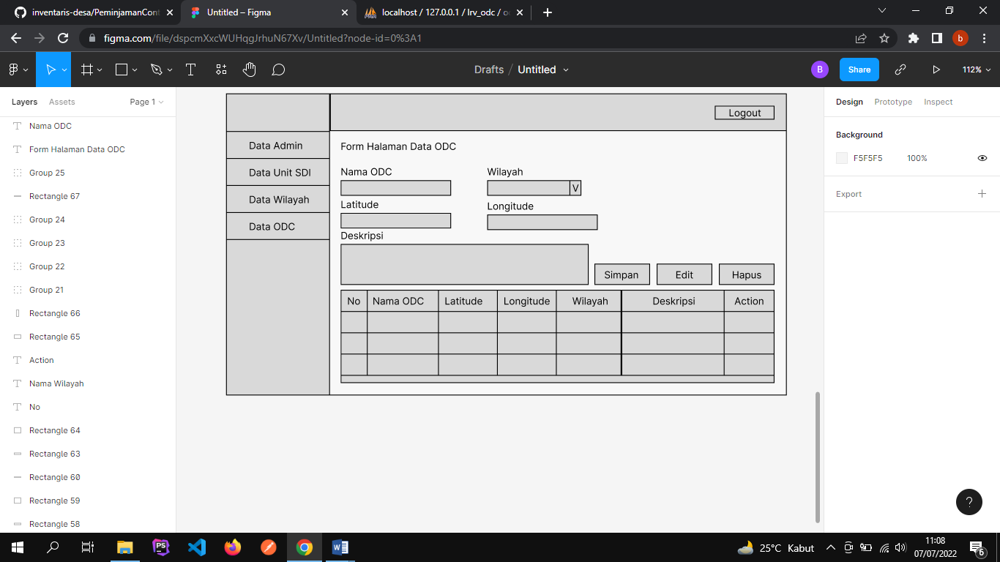 inventaris-desa/PeminjamanCont
Untitled – Figma
localhost / 127.0.0.1 / lrv_odc / o
figma.com/file/dspcmXxcWUHqgJrhuN67Xv/Untitled?node-id=0%3A1
b
Drafts / Untitled
B
Share
112%
Layers
Assets
Page 1
Design
Prototype
Inspect
Nama ODC
Form Halaman Data ODC
Group 25
Rectangle 67
Group 24
Group 23
Group 22
Group 21
Rectangle 66
Rectangle 65
Action
Nama Wilayah
No
Rectangle 64
Rectangle 63
Rectangle 60
Rectangle 59
Rectangle 58
Logout
Data Admin
Data Unit SDI
Data Wilayah
Data ODC
Form Halaman Data ODC
Nama ODC
Wilayah
V
Latitude
Longitude
Deskripsi
Simpan
Edit
Hapus
No Nama ODC Latitude Longitude Wilayah Deskripsi Action
Background
F5F5F5 100%
Export
?
PS
W
25°C Kabut
11:08
07/07/2022
6